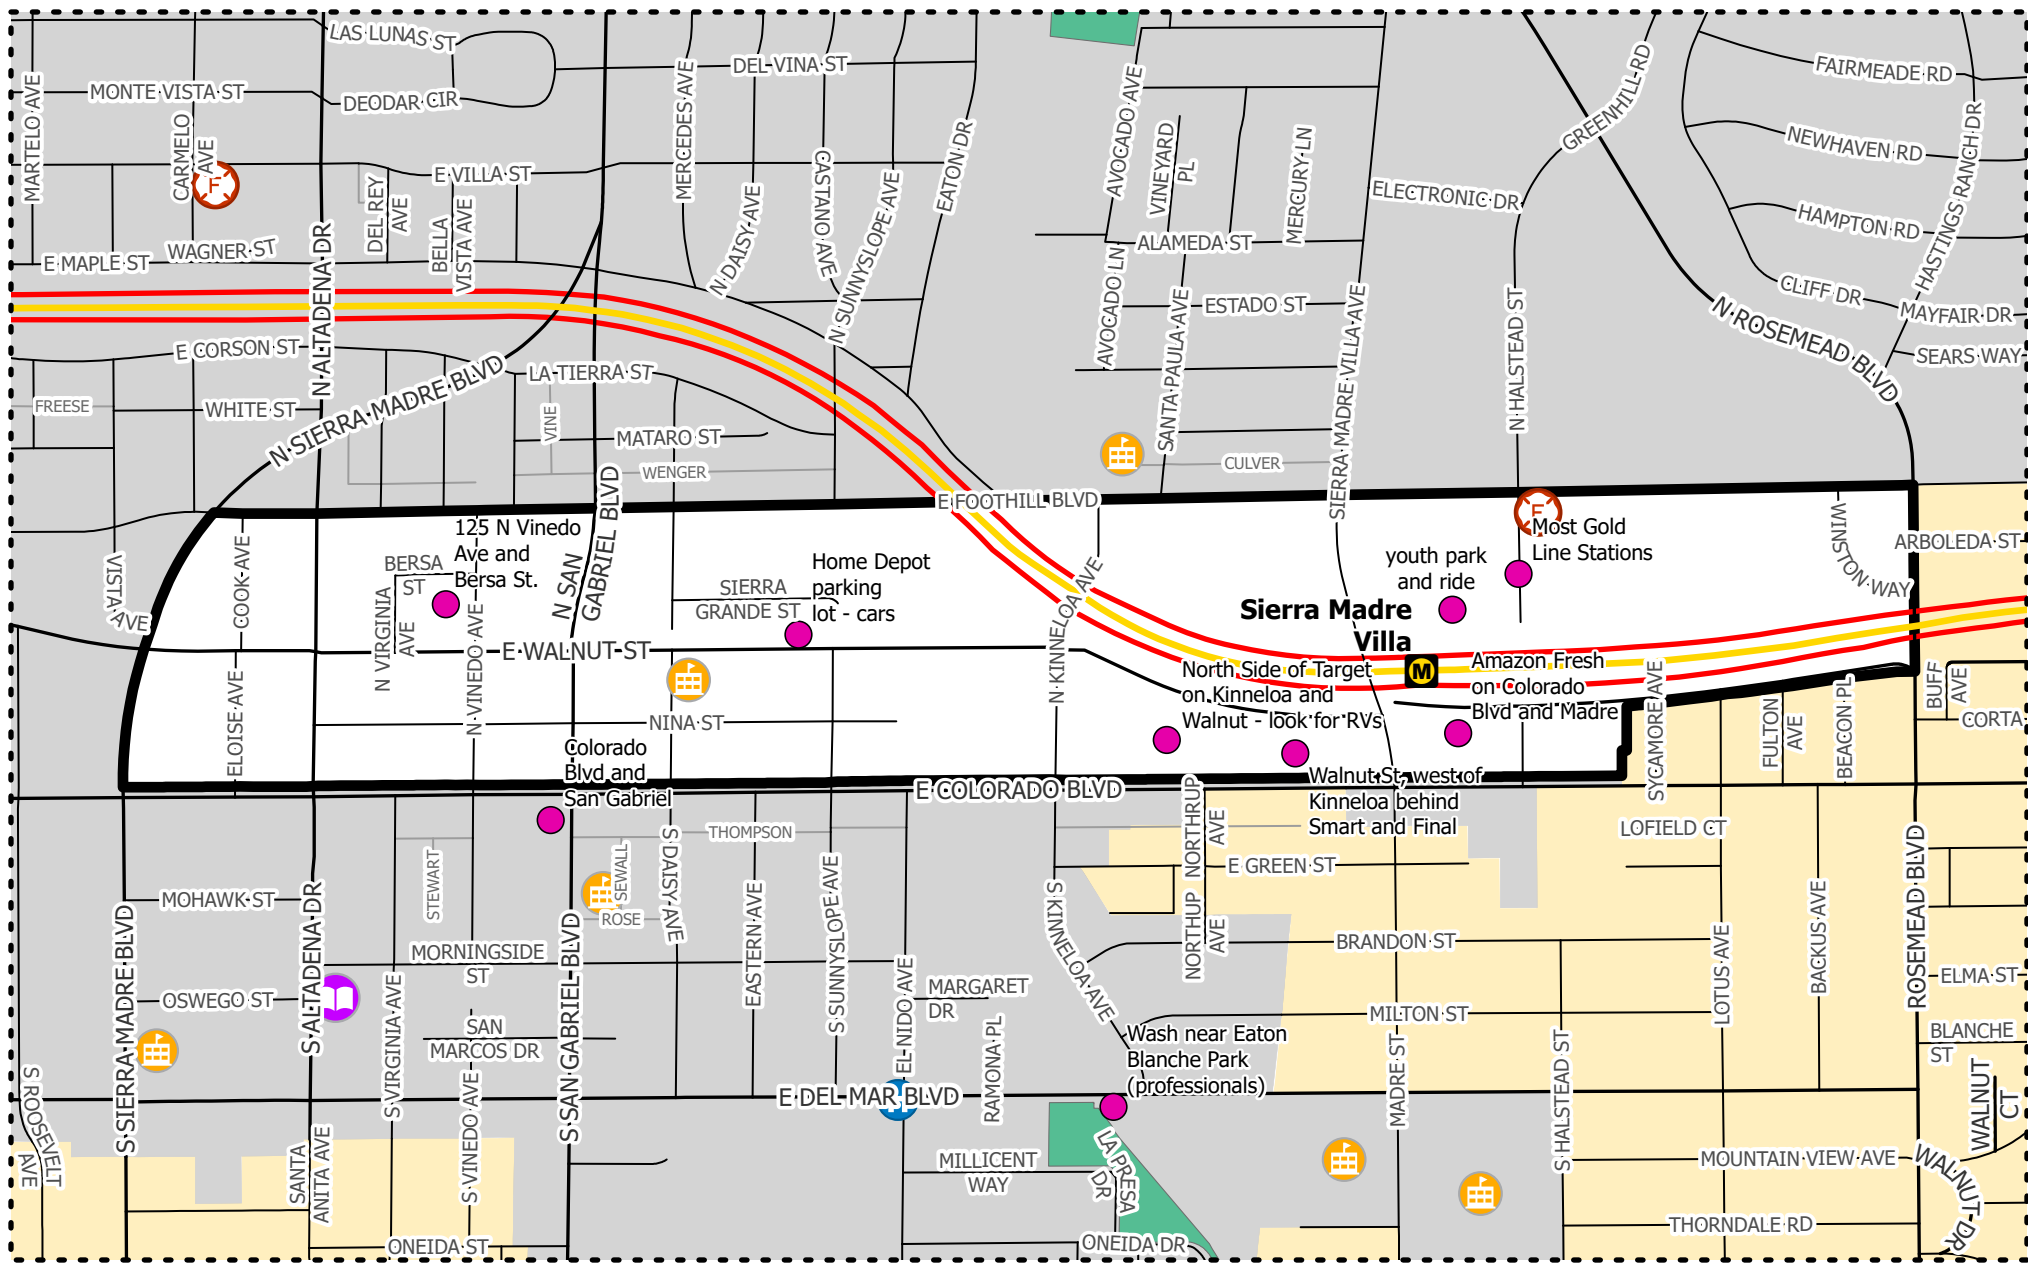 LAS LUNAS ST
DEL VINA ST
FAIRMEADE RD
MONTE VISTA ST
DEODAR CIR
MARTELO AVE
CARMELO
AVE
F
MERCEDES AVE
CASTANO AVE
EATON DR
AVOCADO AVE
VINEYARD
PL
MERCURY LN
GREENHILL RD
NEWHAVEN RD
HASTINGS RANCH DR
E VILLA ST
DEL REY
AVE
BELLA
VISTA AVE
N DAISY AVE
N SUNNYSLOPE AVE
ELECTRONIC DR
HAMPTON RD
WAGNER ST
E MAPLE ST
N ALTADENA DR
ALAMEDA ST
AVOCADO LN
ESTADO ST
SANTA PAULA AVE
SIERRA MADRE VILLA AVE
N HALSTEAD ST
CLIFF DR
MAYFAIR DR
N ROSEMEAD BLVD
SEARS WAY
E CORSON ST
N SIERRA MADRE BLVD
LA TIERRA ST
FREESE
WHITE ST
VINE
MATARO ST
WENGER
CULVER
N SAN
GABRIEL BLVD
E FOOTHILL BLVD
125 N Vinedo
Ave and
Bersa St.
F
Most Gold
Line Stations
WINSTON WAY
ARBOLEDA ST
VISTA AVE
COOK AVE
BERSA
ST
N VIRGINIA
AVE
N VINEDO AVE
SIERRA
GRANDE ST
Home Depot
parking
lot - cars
N KINNELOA AVE
youth park
and ride
Sierra Madre
Villa
M
E WALNUT ST
North Side of Target
on Kinneloa and
Walnut - look for RVs
Amazon Fresh
on Colorado
Blvd and Madre
SYCAMORE AVE
FULTON
AVE
BEACON PL
BUFF
AVE
CORTA
ELOISE AVE
NINA ST
Colorado
Blvd and
San Gabriel
E COLORADO BLVD
Walnut St, west of
Kinneloa behind
Smart and Final
NORTHRUP
AVE
THOMPSON
LOFIELD CT
E GREEN ST
STEWART
SEWALL
ROSE
S DAISY AVE
EASTERN AVE
S SUNNYSLOPE AVE
MOHAWK ST
S SIERRA MADRE BLVD
S ALTADENA DR
MORNINGSIDE
ST
S SAN GABRIEL BLVD
EL NIDO AVE
S KINNELOA AVE
NORTHUP
AVE
BRANDON ST
LOTUS AVE
BACKUS AVE
ROSEMEAD BLVD
ELMA ST
OSWEGO ST
S VIRGINIA AVE
MARGARET
DR
MILTON ST
SAN
MARCOS DR
RAMONA PL
Wash near Eaton
Blanche Park
(professionals)
MADRE ST
S HALSTEAD ST
BLANCHE
ST
WALNUT
CT
S ROOSEVELT
AVE
S VINEDO AVE
E DEL MAR BLVD
SANTA
ANITA AVE
MILLICENT
WAY
LA PRESA
DR
MOUNTAIN VIEW AVE
WALNUT DR
THORNDALE RD
ONEIDA ST
ONEIDA DR